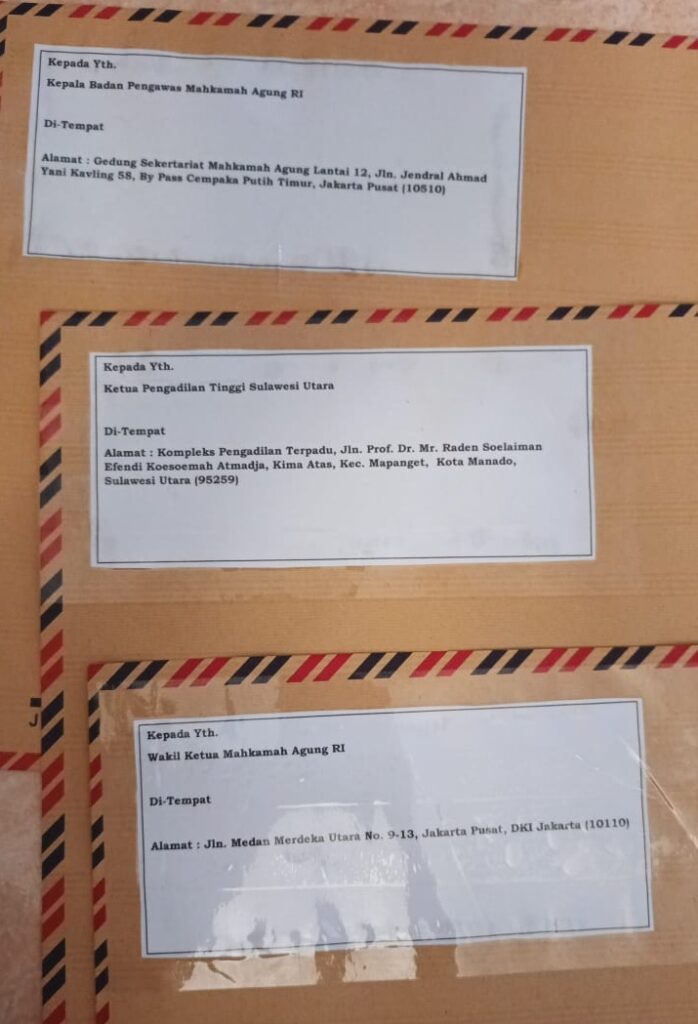 Kepada Yth.
Kepala Badan Pengawas Mahkamah Agung RI
Di-Tempat
Alamat : Gedung Sekertariat Mahkamah Agung Lantai 12, Jln. Jendral Ahmad
Yani Kavling 58, By Pass Cempaka Putih Timur, Jakarta Pusat (10510)
Kepada Yth.
Ketua Pengadilan Tinggi Sulawesi Utara
Di-Tempat
Alamat : Kompleks Pengadilan Terpadu, Jln. Prof. Dr. Mr. Raden Soelaiman
Efendi Koesoemah Atmadja, Kima Atas, Kec. Mapanget, Kota Manado,
Sulawesi Utara (95259)
J
Kepada Yth.
Wakil Ketua Mahkamah Agung RI
Di-Tempat
Alamat : Jln. Medan Merdeka Utara No. 9-13, Jakarta Pusat, DKI Jakarta (10110)